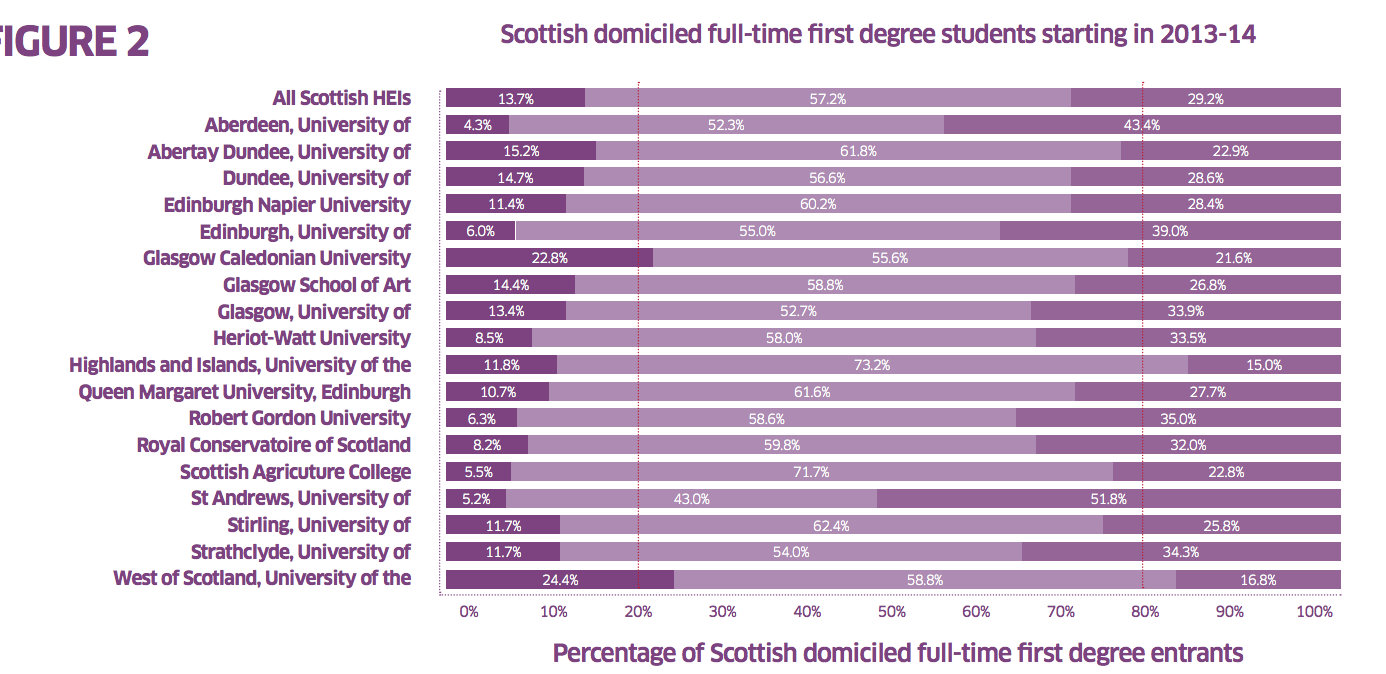 FIGURE 2
Scottish domiciled full-time first degree students starting in 2013-14
All Scottish HEIs 13.7% 57.2% 29.2%
Aberdeen, University of 4.3% 52.3% 43.4%
Abertay Dundee, University of 15.2% 61.8% 22.9%
Dundee, University of 14.7% 56.6% 28.6%
Edinburgh Napier University 11.4% 60.2% 28.4%
Edinburgh, University of 6.0% 55.0% 39.0%
Glasgow Caledonian University 22.8% 55.6% 21.6%
Glasgow School of Art 14.4% 58.8% 26.8%
Glasgow, University of 13.4% 52.7% 33.9%
Heriot-Watt University 8.5% 58.0% 33.5%
Highlands and Islands, University of the 11.8% 73.2% 15.0%
Queen Margaret University, Edinburgh 10.7% 61.6% 27.7%
Robert Gordon University 6.3% 58.6% 35.0%
Royal Conservatoire of Scotland 8.2% 59.8% 32.0%
Scottish Agricuture College 5.5% 71.7% 22.8%
St Andrews, University of 5.2% 43.0% 51.8%
Stirling, University of 11.7% 62.4% 25.8%
Strathclyde, University of 11.7% 54.0% 34.3%
West of Scotland, University of the 24.4% 58.8% 16.8%
0% 10% 20% 30% 40% 50% 60% 70% 80% 90% 100%
Percentage of Scottish domiciled full-time first degree entrants